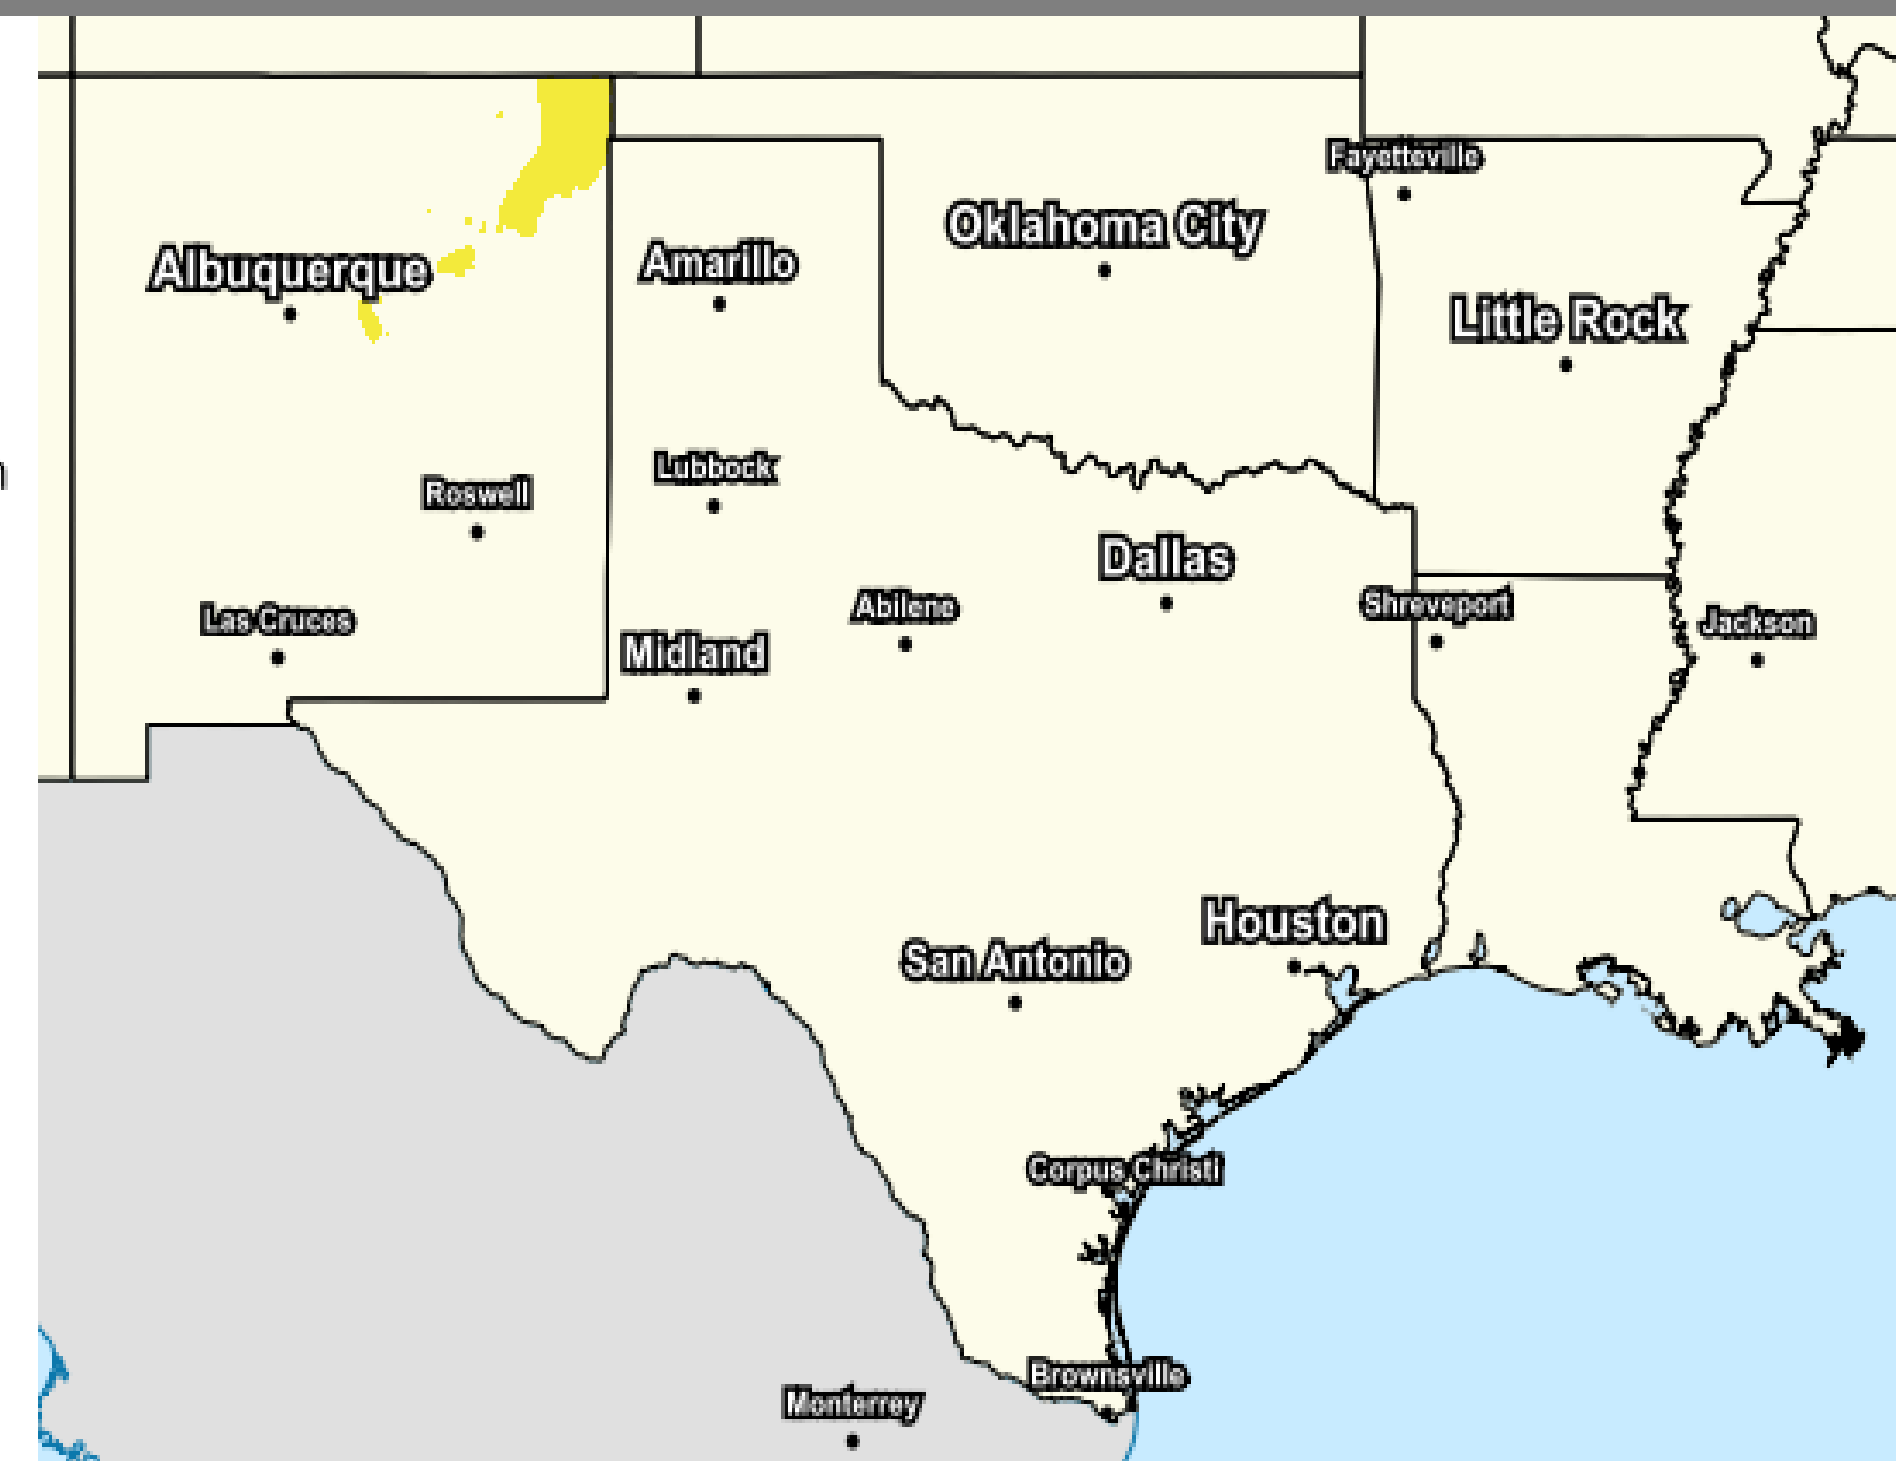 Fayetteville
Oklahoma City
Albuquerque
Amarillo
Little Rock
Lubbock
Roswell
Dallas
Abilene
Shreveport
Las Cruces
Jackson
Midland
Houston
San Antonio
Corpus Christi
Brownsville
Monterrey